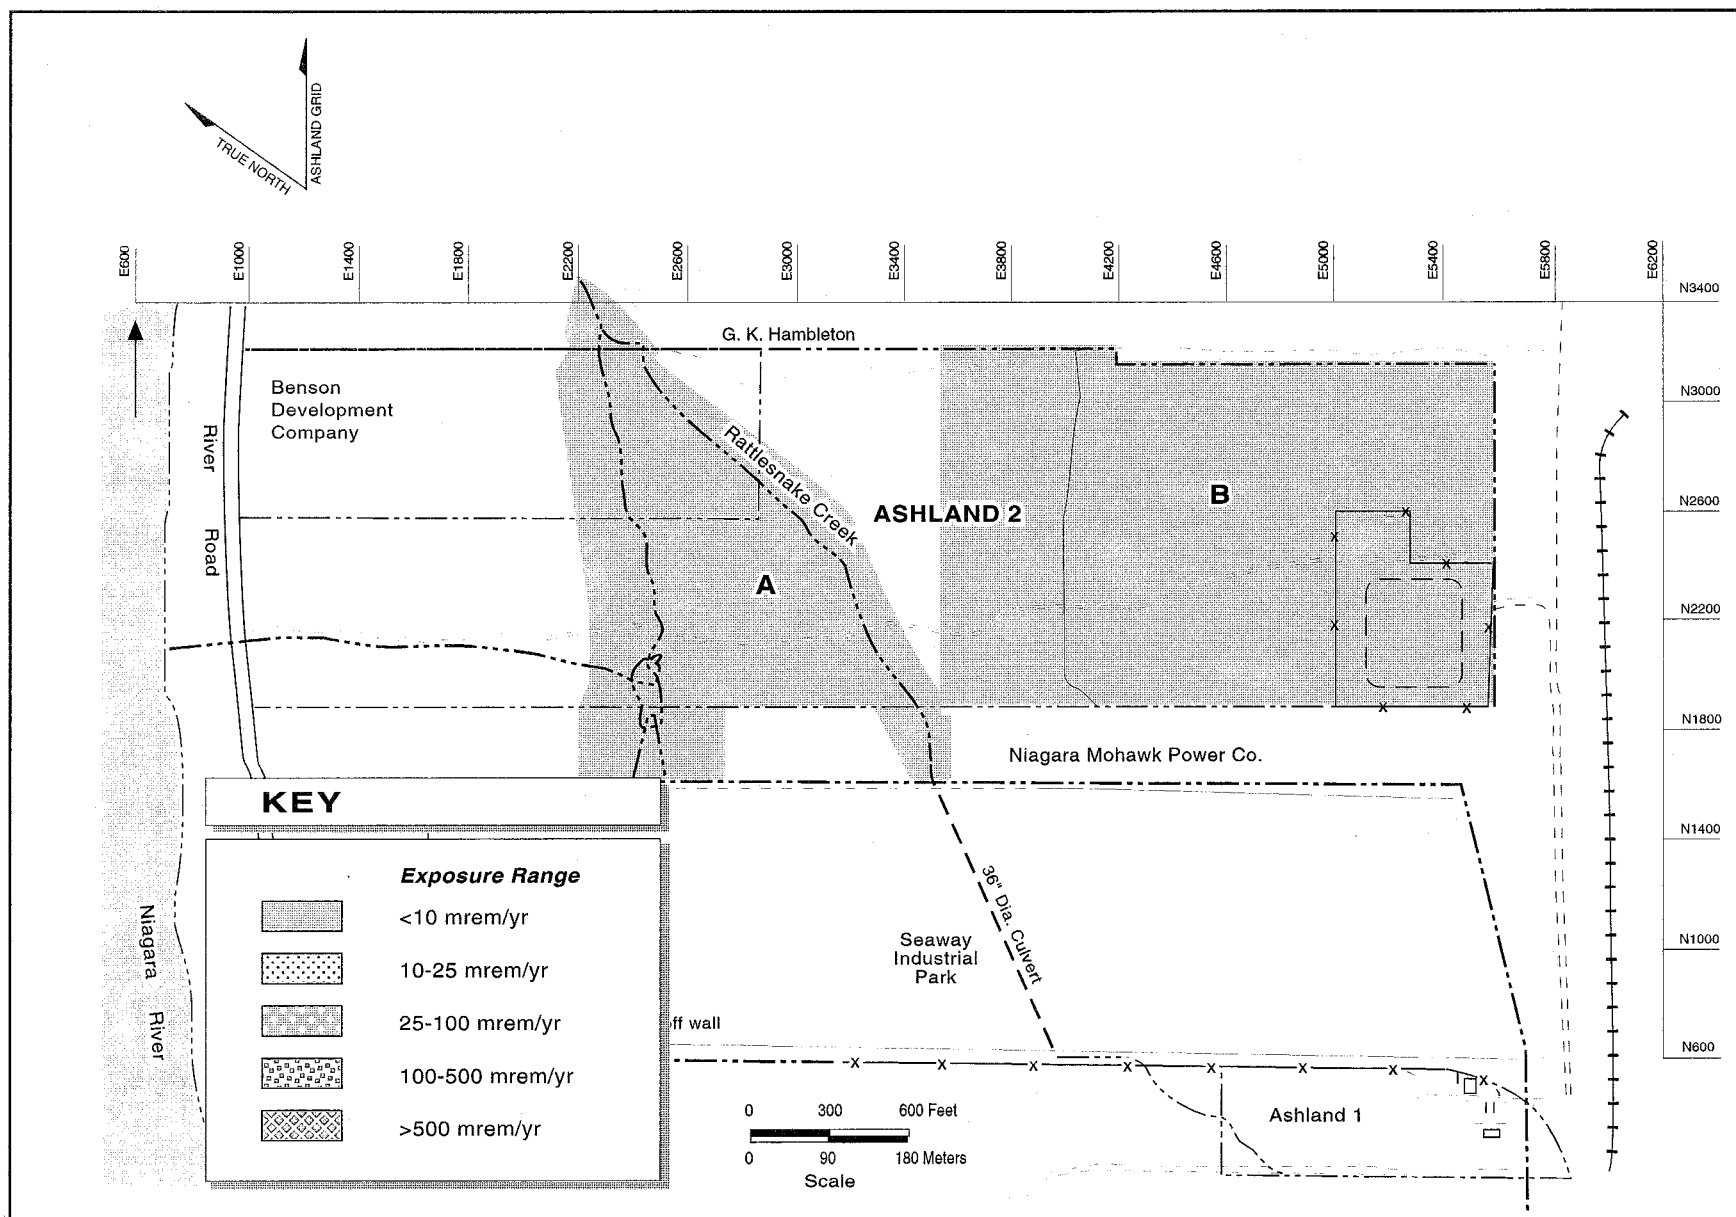 TRUE NORTH
ASHLAND GRID
E600
E1000
E1400
E1800
E2200
E2600
E3000
E3400
E3800
E4200
E4600
E5000
E5400
E5800
E6200
N3400
N3000
N2600
N2200
N1800
N1400
N1000
N600
G. K. Hambleton
Benson
Development
Company
River
Road
Rattlesnake Creek
ASHLAND 2
A
B
Niagara Mohawk Power Co.
KEY
Exposure Range
<10 mrem/yr
10-25 mrem/yr
25-100 mrem/yr
100-500 mrem/yr
>500 mrem/yr
Niagara
River
36" Dia. Culvert
Seaway
Industrial
Park
off wall
Ashland 1
0 300 600 Feet
0 90 180 Meters
Scale